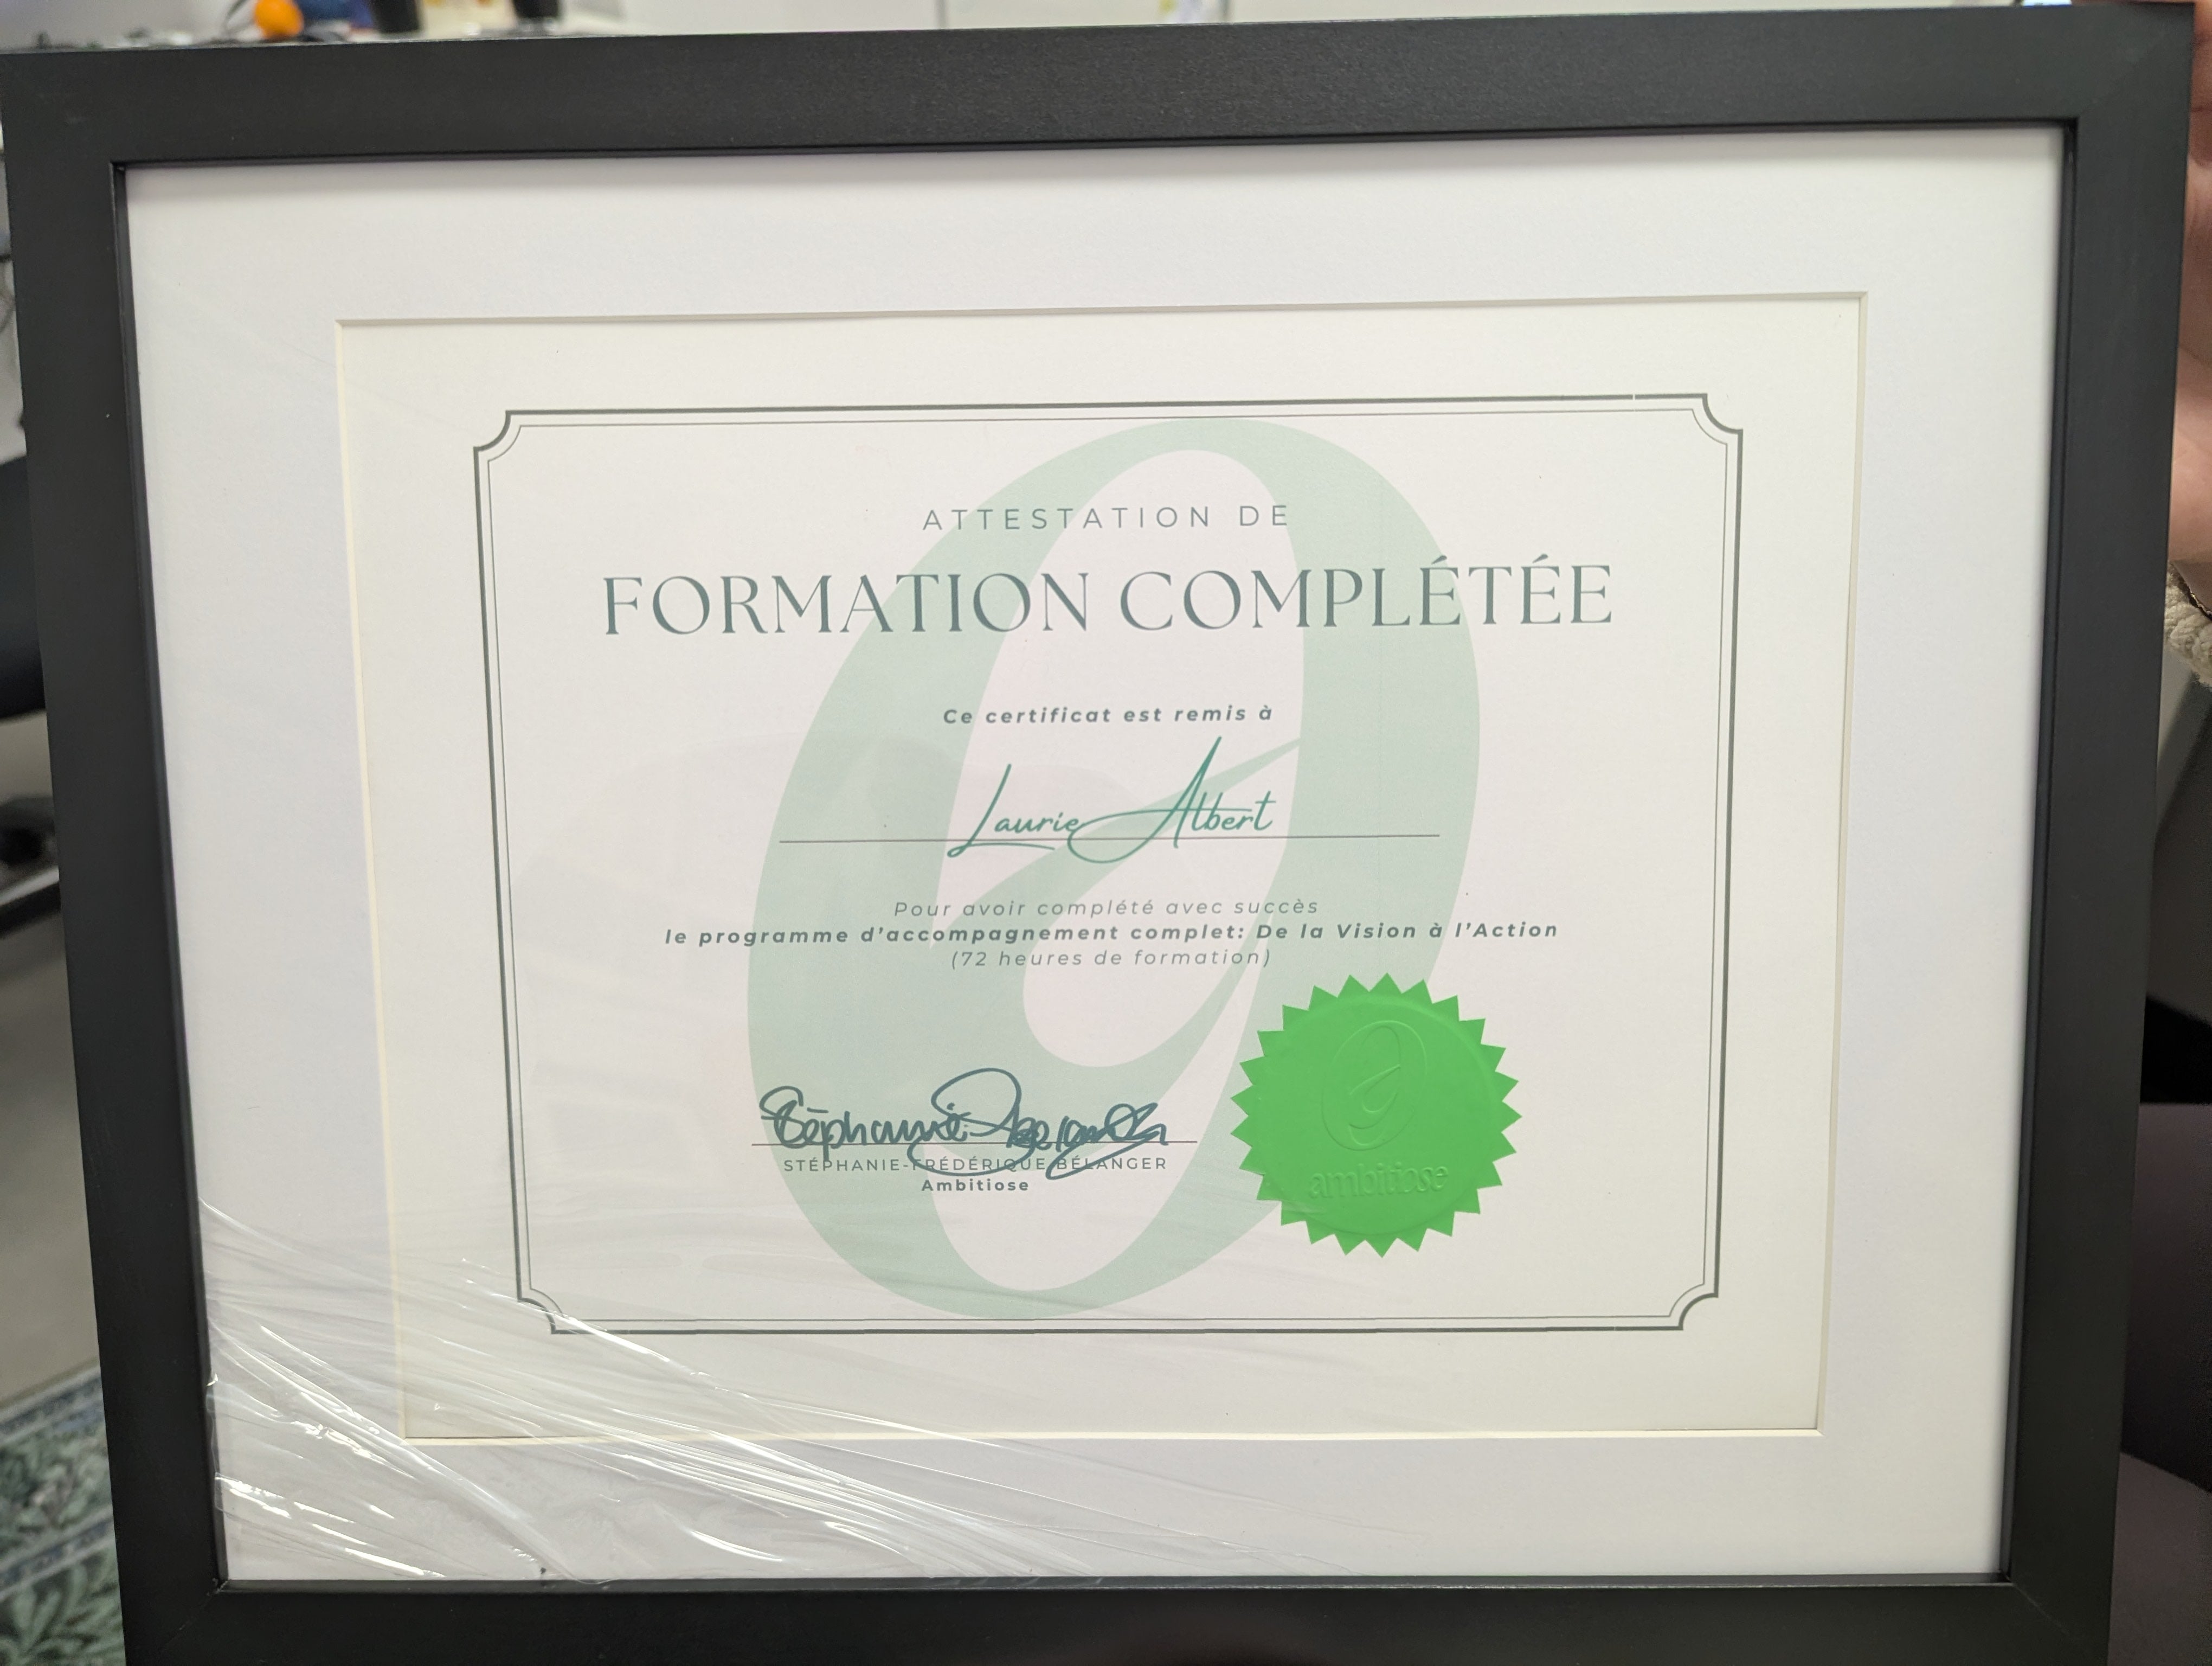 ATTESTATION DE
FORMATION COMPLÉTÉE
Ce certificat est remis à
Laurie Albert
Pour avoir complété avec succès
le programme d'accompagnement complet: De la Vision à l'Action
(72 heures de formation)
STÉPHANIE-FRÉDÉRIQUE BÉLANGER
Ambitiose
ambitiose